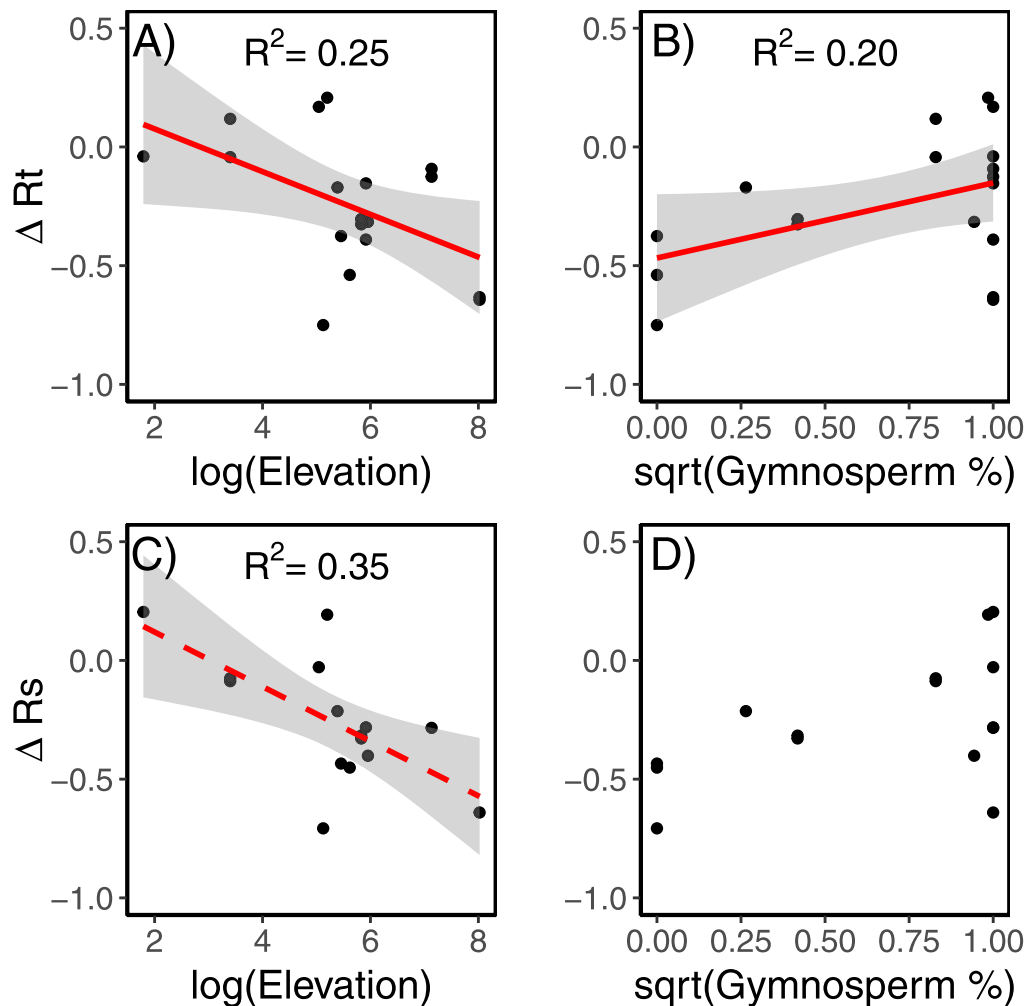 A) R²= 0.25
0.5
0.0
−0.5
−1.0
Δ Rt
2 4 6 8
log(Elevation)
B) R²= 0.20
0.5
0.0
−0.5
−1.0
0.00 0.25 0.50 0.75 1.00
sqrt(Gymnosperm %)
C) R²= 0.35
0.5
0.0
−0.5
−1.0
Δ Rs
2 4 6 8
log(Elevation)
D)
0.5
0.0
−0.5
−1.0
0.00 0.25 0.50 0.75 1.00
sqrt(Gymnosperm %)